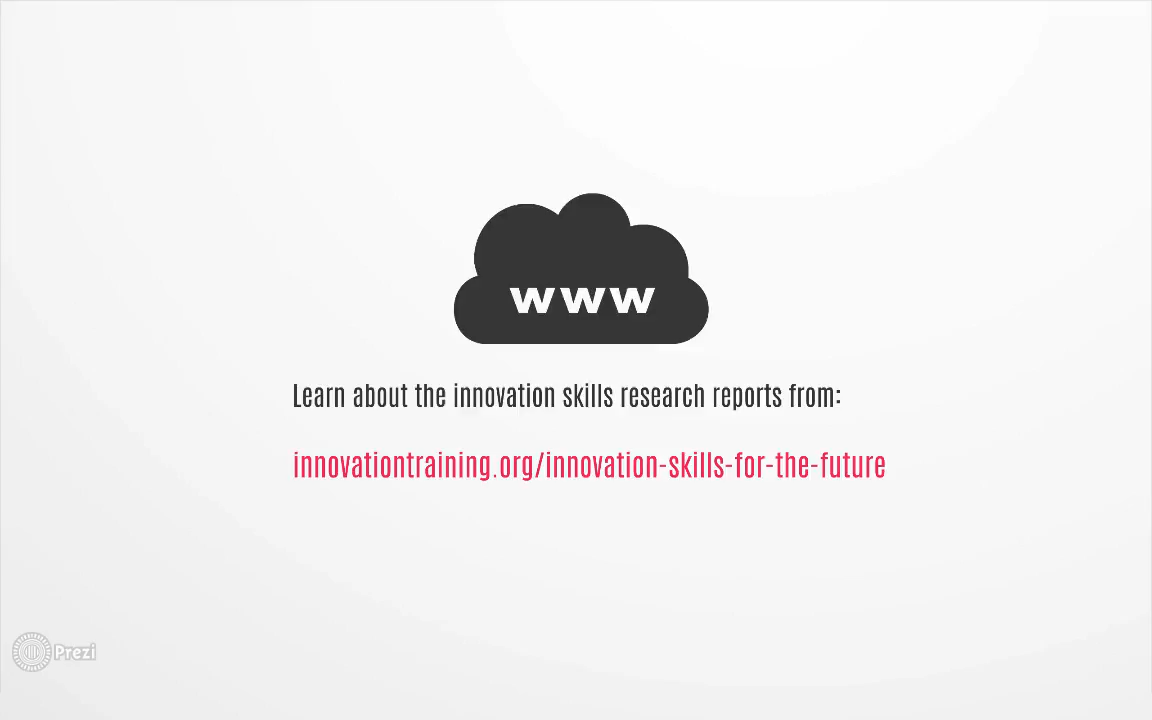 www
Learn about the innovation skills research reports from:
innovationtraining.org/innovation-skills-for-the-future
Prezi